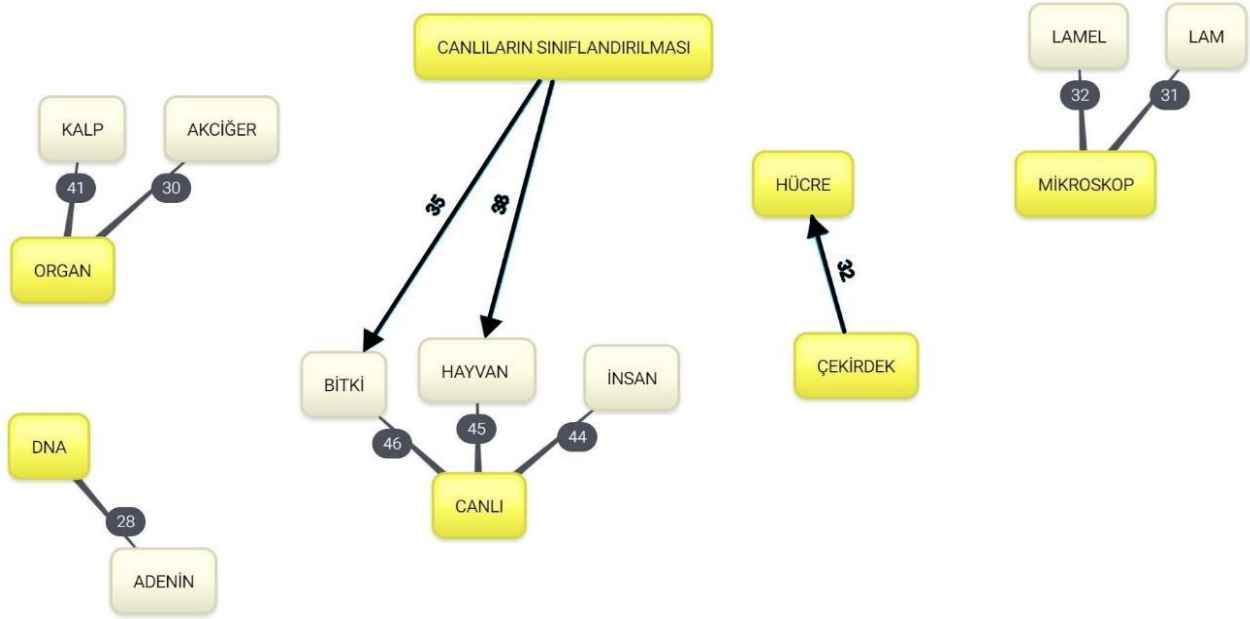 CANLILARIN SINIFLANDIRILMASI
LAMEL
LAM
32
31
MİKROSKOP
KALP
AKCİĞER
41
30
ORGAN
35
38
HÜCRE
32
ÇEKİRDEK
BİTKİ
HAYVAN
İNSAN
46
45
44
CANLI
DNA
28
ADENİN